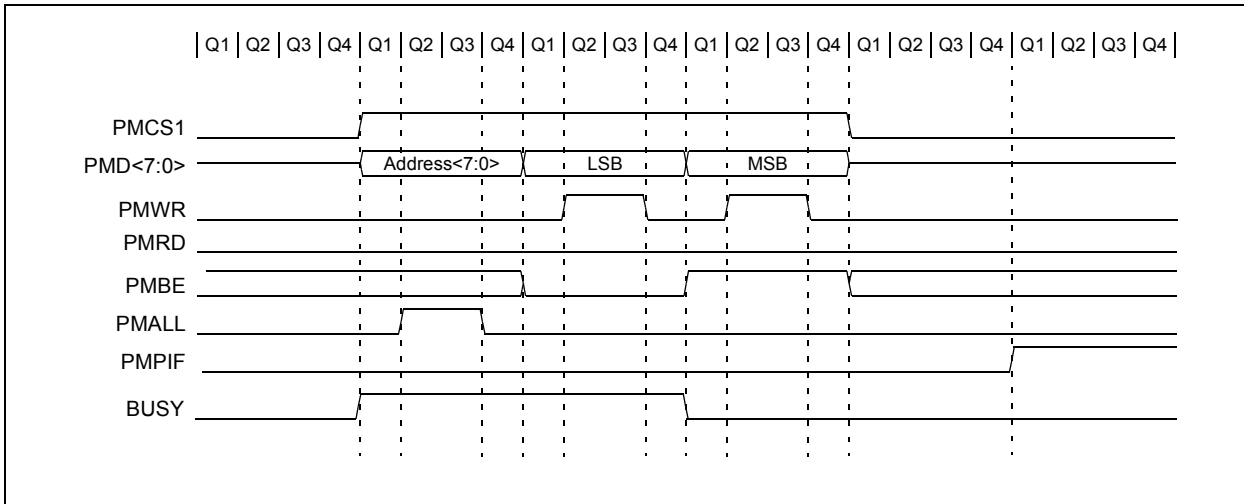 Q1 Q2 Q3 Q4 Q1 Q2 Q3 Q4 Q1 Q2 Q3 Q4 Q1 Q2 Q3 Q4 Q1 Q2 Q3 Q4 Q1 Q2 Q3 Q4
PMCS1
PMD<7:0> Address<7:0> LSB MSB
PMWR
PMRD
PMBE
PMALL
PMPIF
BUSY